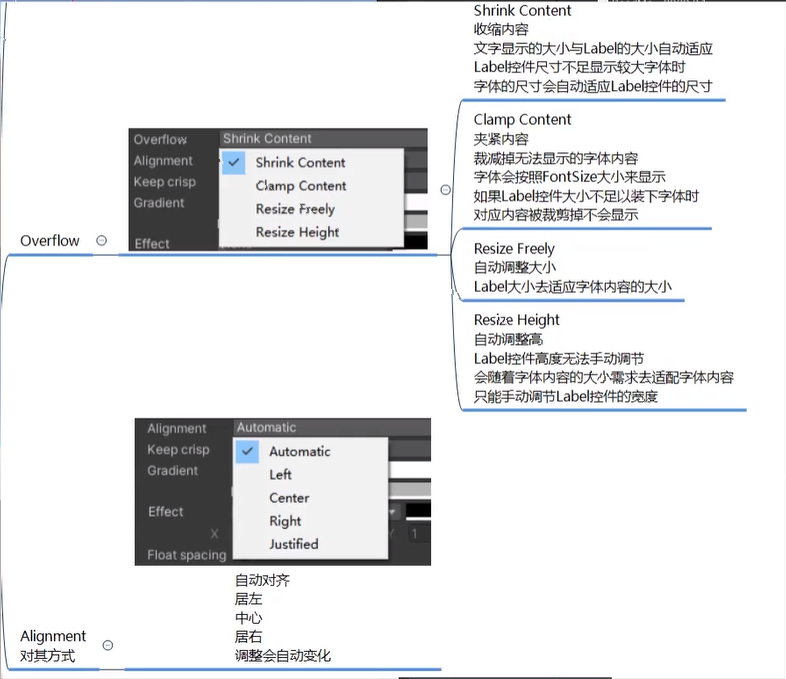 Overflow
Overflow
Shrink Content
Alignment
Keep crisp
Gradient
Effect
Shrink Content
Clamp Content
Resize Freely
Resize Height
Shrink Content
收缩内容
文字显示的大小与Label的大小自动适应
Label控件尺寸不足显示较大字体时
字体的尺寸会自动适应Label控件的尺寸
Clamp Content
夹紧内容
裁减掉无法显示的字体内容
字体会按照FontSize大小来显示
如果Label控件大小不足以装下字体时
对应内容被裁剪掉不会显示
Resize Freely
自动调整大小
Label大小去适应字体内容的大小
Resize Height
自动调整高
Label控件高度无法手动调节
会随着字体内容的大小需求去适配字体内容
只能手动调节Label控件的宽度
Alignment
对其方式
Alignment
Automatic
Keep crisp
Gradient
Effect
X
Y
1
Float spacing
Automatic
Left
Center
Right
Justified
自动对齐
居左
中心
居右
调整会自动变化